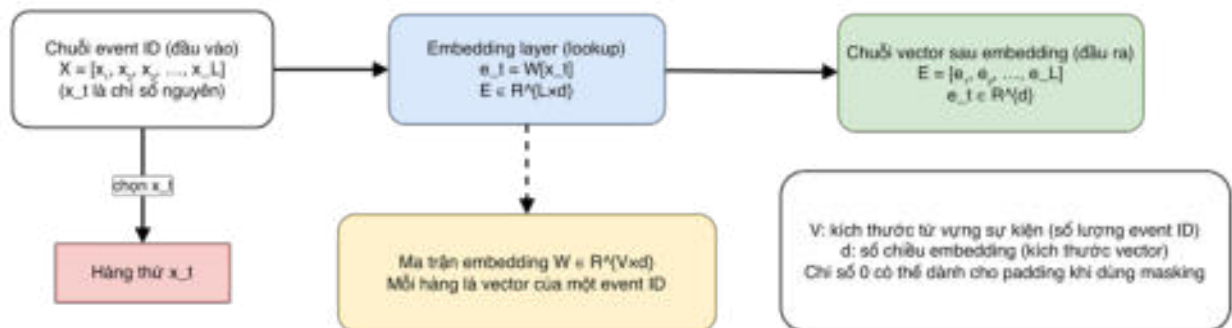 Chuỗi event ID (đầu vào)
X = [x₁, x₂, x₃, ..., x_L]
(x_t là chỉ số nguyên)
Embedding layer (lookup)
e_t = W[x_t]
E ∈ R^{L×d}
Chuỗi vector sau embedding (đầu ra)
E = [e₁, e₂, ..., e_L]
e_t ∈ R^{d}
chọn x_t
Hàng thứ x_t
Ma trận embedding W ∈ R^{V×d}
Mỗi hàng là vector của một event ID
V: kích thước từ vựng sự kiện (số lượng event ID)
d: số chiều embedding (kích thước vector)
Chỉ số 0 có thể dành cho padding khi dùng masking